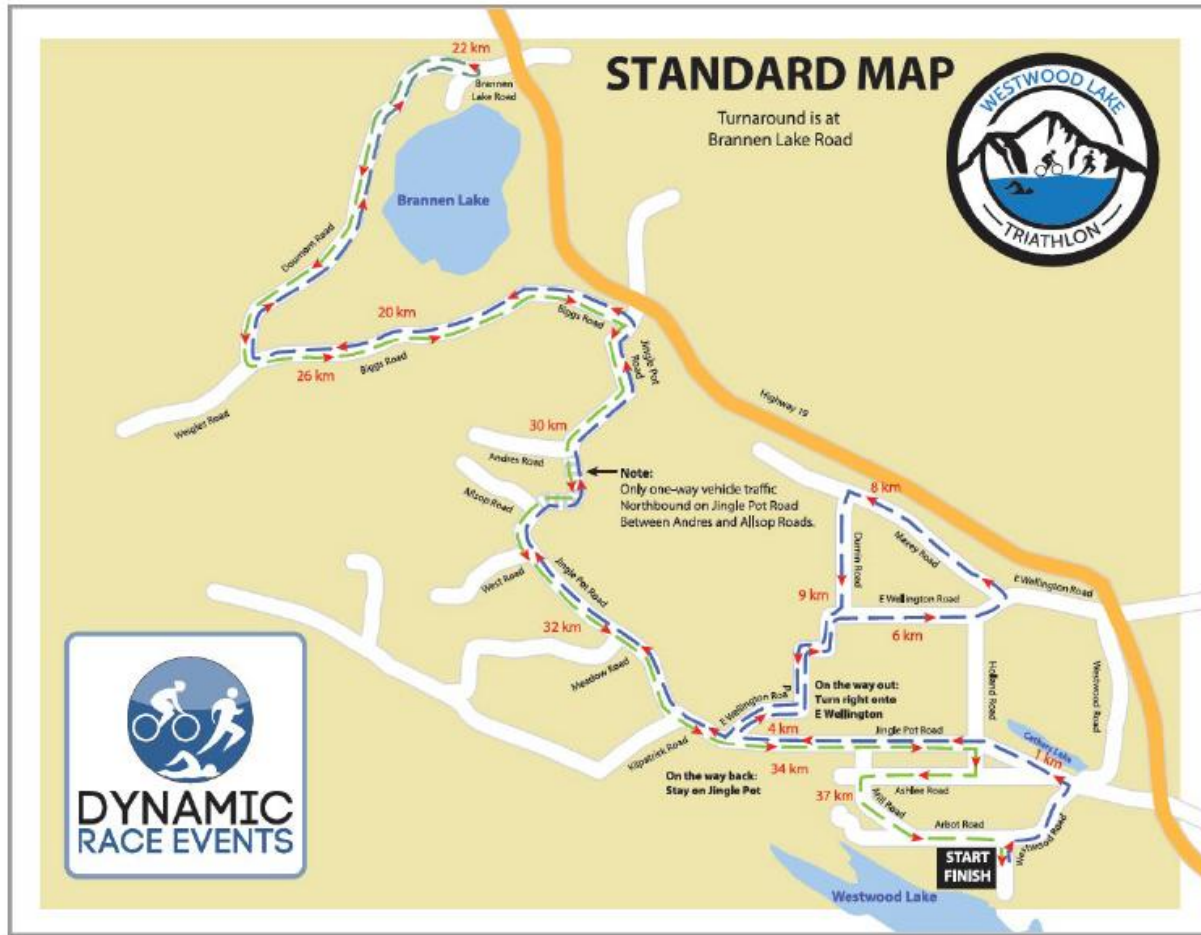 STANDARD MAP
Turnaround is at
Brannen Lake Road
WESTWOOD LAKE
TRIATHLON
22 km
Brannen
Lake Road
Brannen Lake
Doumont Road
20 km
Biggs Road
Biggs Road
26 km
Weigles Road
Jingle Pot
Road
Highway 19
30 km
Andres Road
Allsop Road
Note:
Only one-way vehicle traffic
Northbound on Jingle Pot Road
Between Andres and Allsop Roads.
8 km
Maxey Road
Durnin Road
E Wellington Road
West Road
Jingle Pot Road
9 km
E Wellington Road
6 km
32 km
Meadow Road
Holland Road
Westwood Road
On the way out:
Turn right onto
E Wellington
E Wellington Road
4 km
Jingle Pot Road
Kilpatrick Road
Cathers Lake
1 km
34 km
On the way back:
Stay on Jingle Pot
37 km
Ashlee Road
Arbot Road
Westwood Road
START
FINISH
Westwood Lake
DYNAMIC
RACE EVENTS